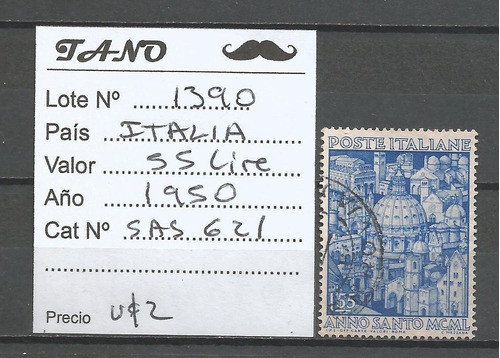 TANO
Lote Nº 1390
País ITALIA
Valor 55 Lire
Año 1950
Cat Nº SAS 621
Precio U$2
POSTE ITALIANE
L.55
ANNO SANTO MCML